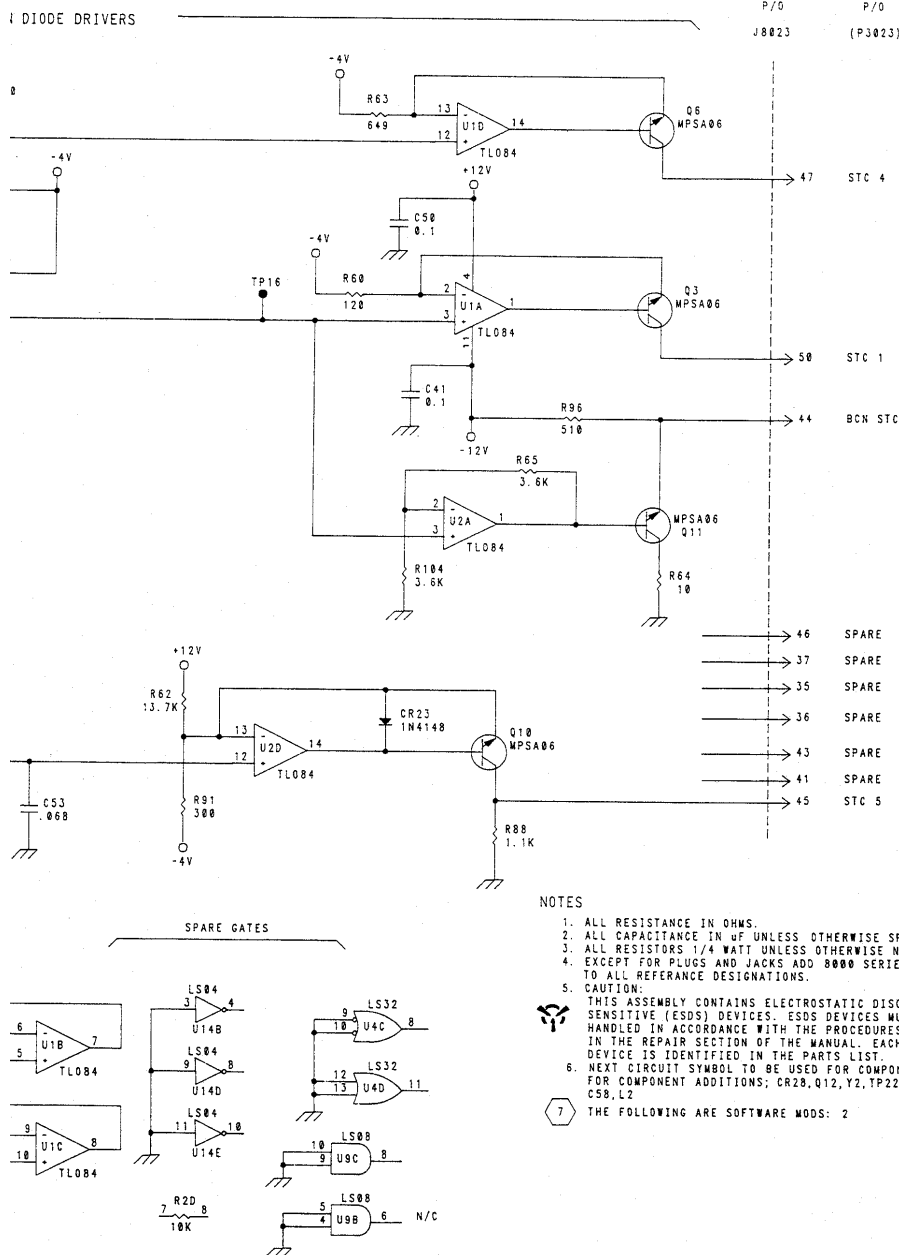 DIODE DRIVERS
P/O
P/O
J8023
(P3023)
-4V
R63
649
13
12
U1D
14
TL084
Q6
MPSA06
47
STC 4
-4V
+12V
C50
0.1
-4V
R60
120
TP16
4
2
3
U1A
1
TL084
11
Q3
MPSA06
50
STC 1
C41
0.1
-12V
R96
510
44
BCN STC
R65
3.6K
2
3
U2A
1
TL084
MPSA06
Q11
R104
3.6K
R64
10
46
SPARE
37
SPARE
35
SPARE
36
SPARE
43
SPARE
41
SPARE
45
STC 5
+12V
R62
13.7K
13
12
U2D
14
TL084
CR23
1N4148
Q10
MPSA06
C53
.068
R91
300
-4V
R88
1.1K
SPARE GATES
6
5
U1B
7
TL084
9
10
U1C
8
TL084
LS04
3
4
U14B
LS04
9
8
U14D
LS04
11
10
U14E
R2D
7
8
10K
LS32
9
10
U4C
8
LS32
12
13
U4D
11
LS08
10
9
U9C
8
LS08
5
4
U9B
6
N/C
NOTES
1. ALL RESISTANCE IN OHMS.
2. ALL CAPACITANCE IN uF UNLESS OTHERWISE
3. ALL RESISTORS 1/4 WATT UNLESS OTHERWISE
4. EXCEPT FOR PLUGS AND JACKS ADD 8000 SERIE
TO ALL REFERANCE DESIGNATIONS.
5. CAUTION:
THIS ASSEMBLY CONTAINS ELECTROSTATIC DISC
SENSITIVE (ESDS) DEVICES. ESDS DEVICES MU
HANDLED IN ACCORDANCE WITH THE PROCEDURES
IN THE REPAIR SECTION OF THE MANUAL. EACH
DEVICE IS IDENTIFIED IN THE PARTS LIST.
6. NEXT CIRCUIT SYMBOL TO BE USED FOR COMPON
FOR COMPONENT ADDITIONS; CR28,Q12,Y2,TP22
C58,L2
7 THE FOLLOWING ARE SOFTWARE MODS: 2